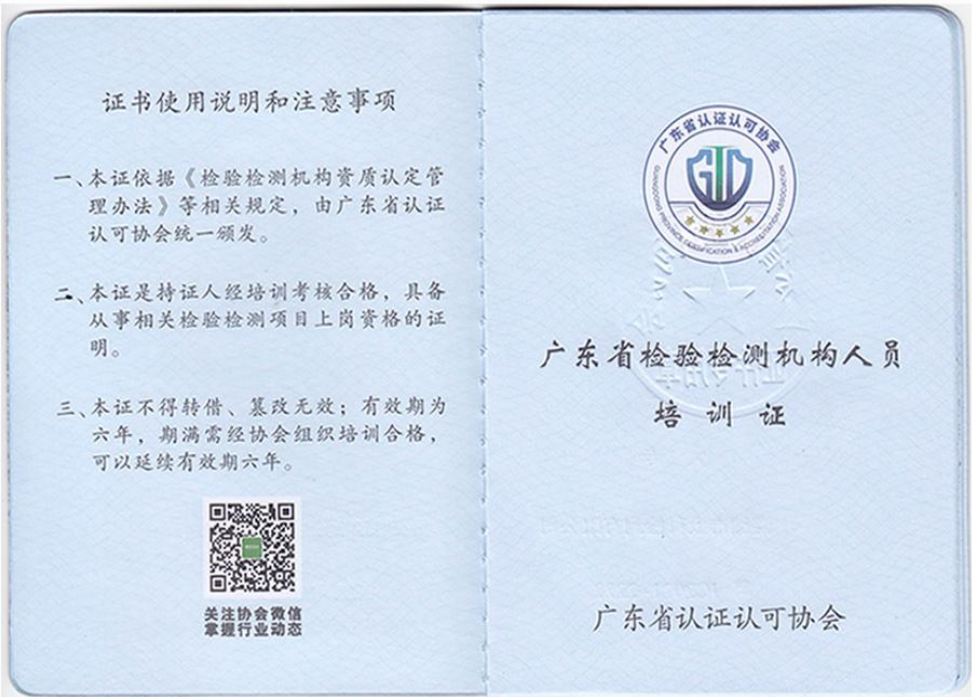 证书使用说明和注意事项
一、本证依据《检验检测机构资质认定管
理办法》等相关规定，由广东省认证
认可协会统一颁发。
二、本证是持证人经培训考核合格，具备
从事相关检验检测项目上岗资格的证
明。
三、本证不得转借、篡改无效；有效期为
六年，期满需经协会组织培训合格，
可以延续有效期六年。
关注协会微信
掌握行业动态
广东省认证认可协会
GTD
GUANGDONG PROVINCE CERTIFICATION & ACCREDITATION ASSOCIATION
广东省检验检测机构人员
培训证
广东省认证认可协会